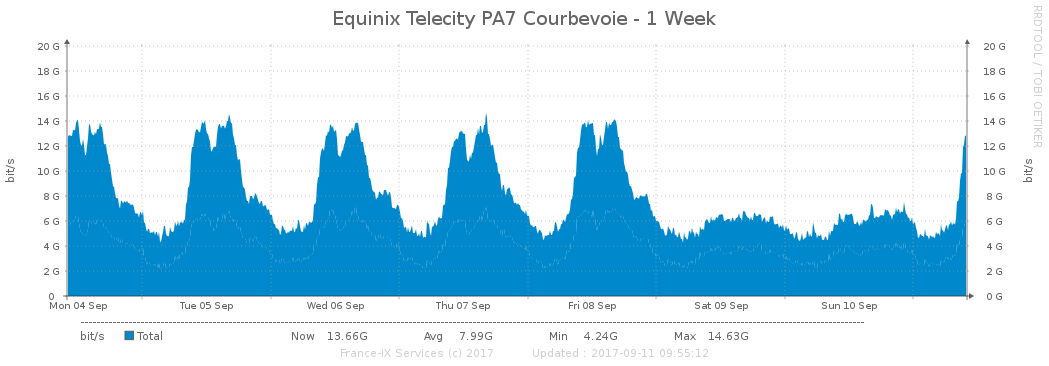 Equinix Telecity PA7 Courbevoie - 1 Week
RRDTOOL / TOBI OETIKER
20 G 20 G
18 G 18 G
16 G 16 G
14 G 14 G
12 G 12 G
10 G 10 G
8 G 8 G
6 G 6 G
4 G 4 G
2 G 2 G
0 0 G
bit/s
bit/s
Mon 04 Sep Tue 05 Sep Wed 06 Sep Thu 07 Sep Fri 08 Sep Sat 09 Sep Sun 10 Sep
bit/s Total Now 13.66G Avg 7.99G Min 4.24G Max 14.63G
France-IX Services (c) 2017 Updated : 2017-09-11 09:55:12